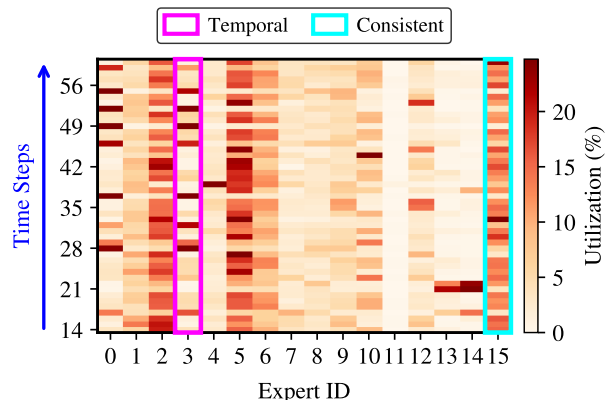 Temporal Consistent
Time Steps
56
49
42
35
28
21
14
0 1 2 3 4 5 6 7 8 9 10 11 12 13 14 15
Expert ID
20
15
10
5
0
Utilization (%)